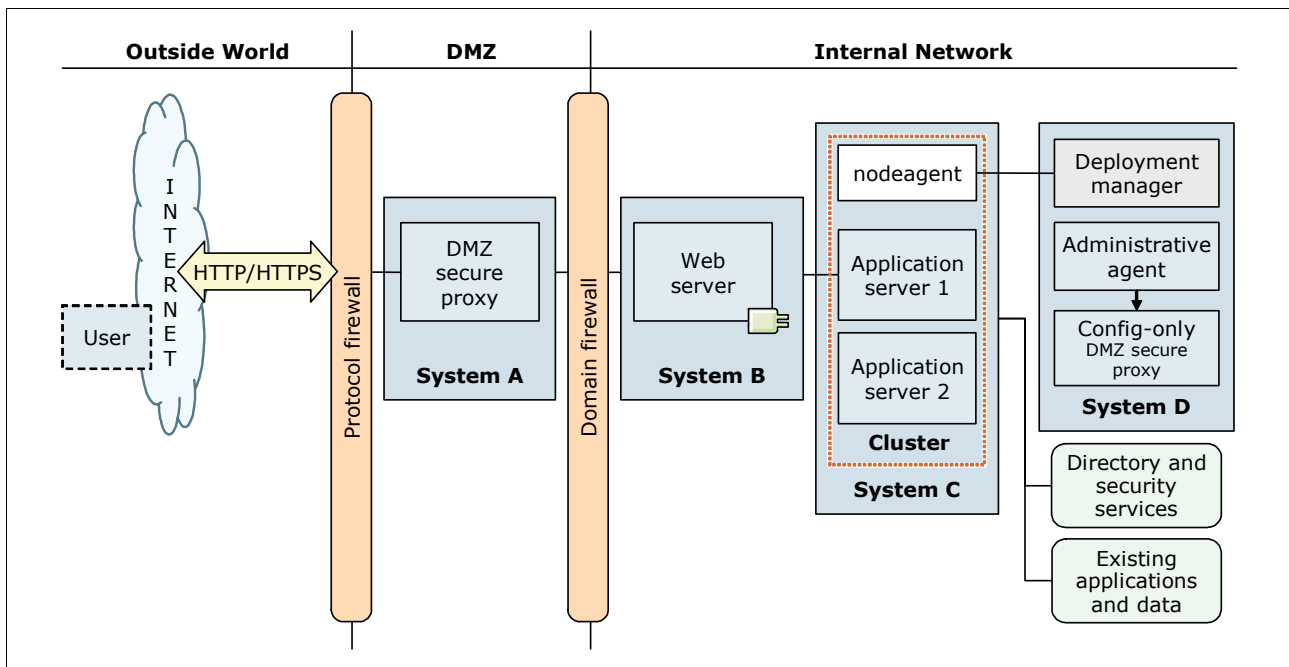 Outside World
DMZ
Internal Network
INTERNET
HTTP/HTTPS
User
Protocol firewall
DMZ
secure
proxy
System A
Domain firewall
Web
server
System B
nodeagent
Application
server 1
Application
server 2
Cluster
System C
Deployment
manager
Administrative
agent
Config-only
DMZ secure
proxy
System D
Directory and
security
services
Existing
applications
and data